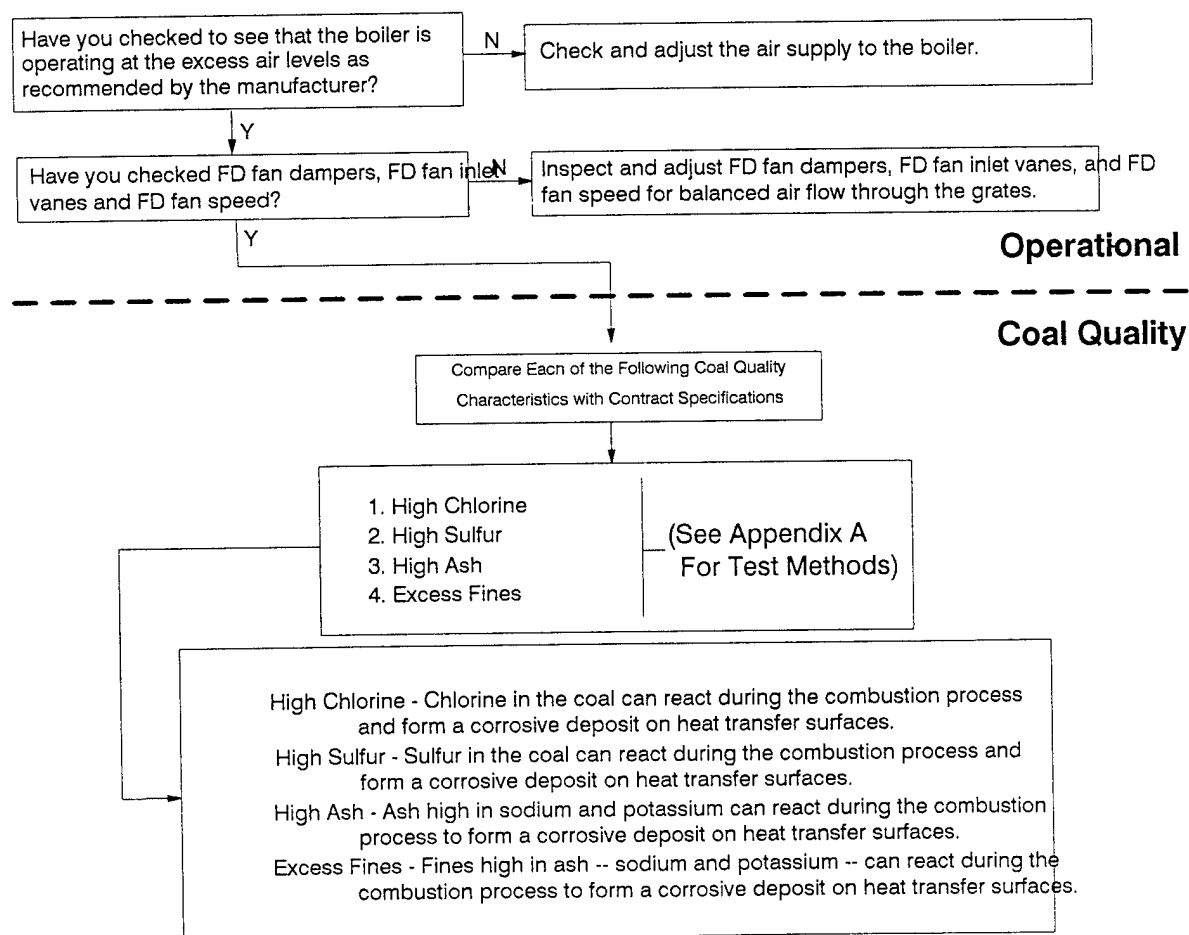 Have you checked to see that the boiler is
operating at the excess air levels as
recommended by the manufacturer?
N
Check and adjust the air supply to the boiler.
Y
Have you checked FD fan dampers, FD fan inlet
vanes and FD fan speed?
N
Inspect and adjust FD fan dampers, FD fan inlet vanes, and FD
fan speed for balanced air flow through the grates.
Y
Operational
Coal Quality
Compare Eacn of the Following Coal Quality
Characteristics with Contract Specifications
1. High Chlorine
2. High Sulfur
3. High Ash
4. Excess Fines
(See Appendix A
For Test Methods)
High Chlorine - Chlorine in the coal can react during the combustion process
and form a corrosive deposit on heat transfer surfaces.
High Sulfur - Sulfur in the coal can react during the combustion process and
form a corrosive deposit on heat transfer surfaces.
High Ash - Ash high in sodium and potassium can react during the combustion
process to form a corrosive deposit on heat transfer surfaces.
Excess Fines - Fines high in ash -- sodium and potassium -- can react during the
combustion process to form a corrosive deposit on heat transfer surfaces.